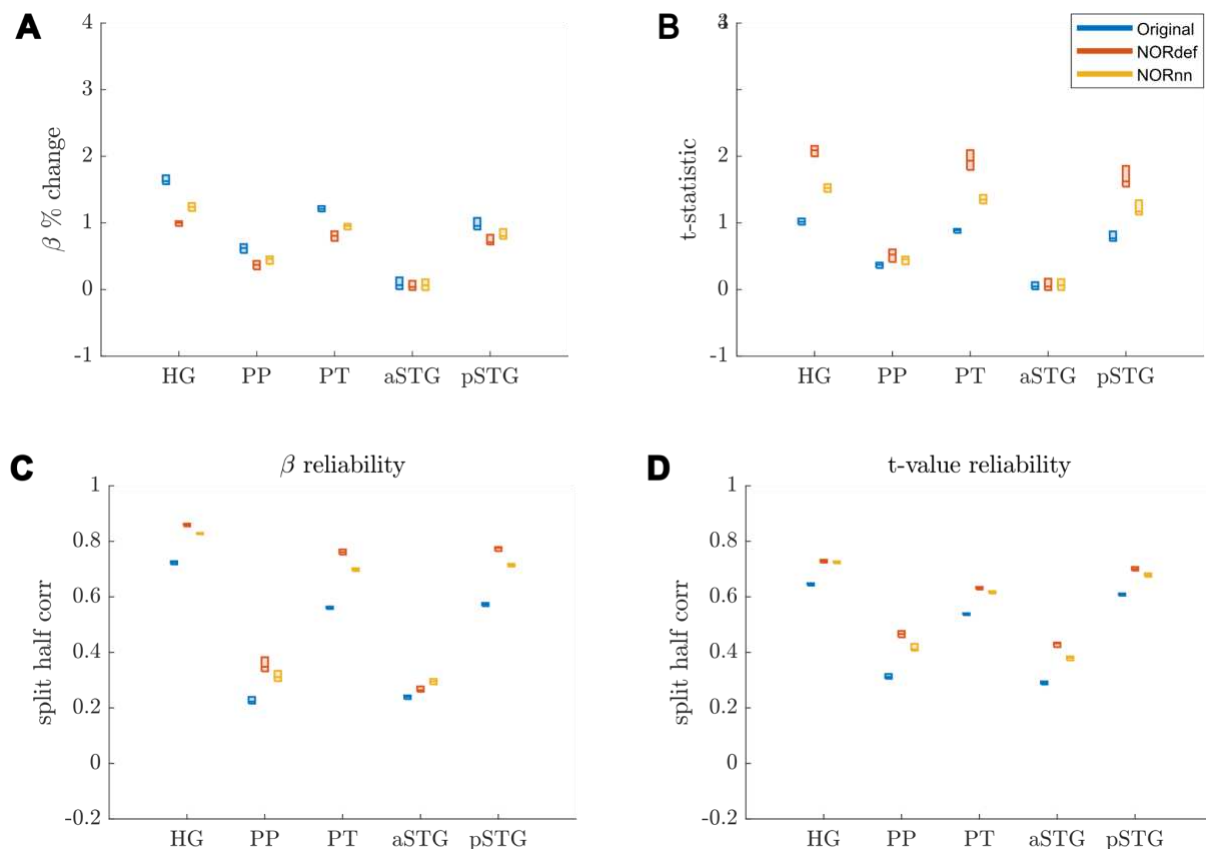 A
β % change
4
3
2
1
0
-1
HG PP PT aSTG pSTG
B
t-statistic
3
2
1
0
-1
HG PP PT aSTG pSTG
Original
NORdef
NORnn
C
β reliability
split half corr
1
0.8
0.6
0.4
0.2
0
-0.2
HG PP PT aSTG pSTG
D
t-value reliability
split half corr
1
0.8
0.6
0.4
0.2
0
-0.2
HG PP PT aSTG pSTG